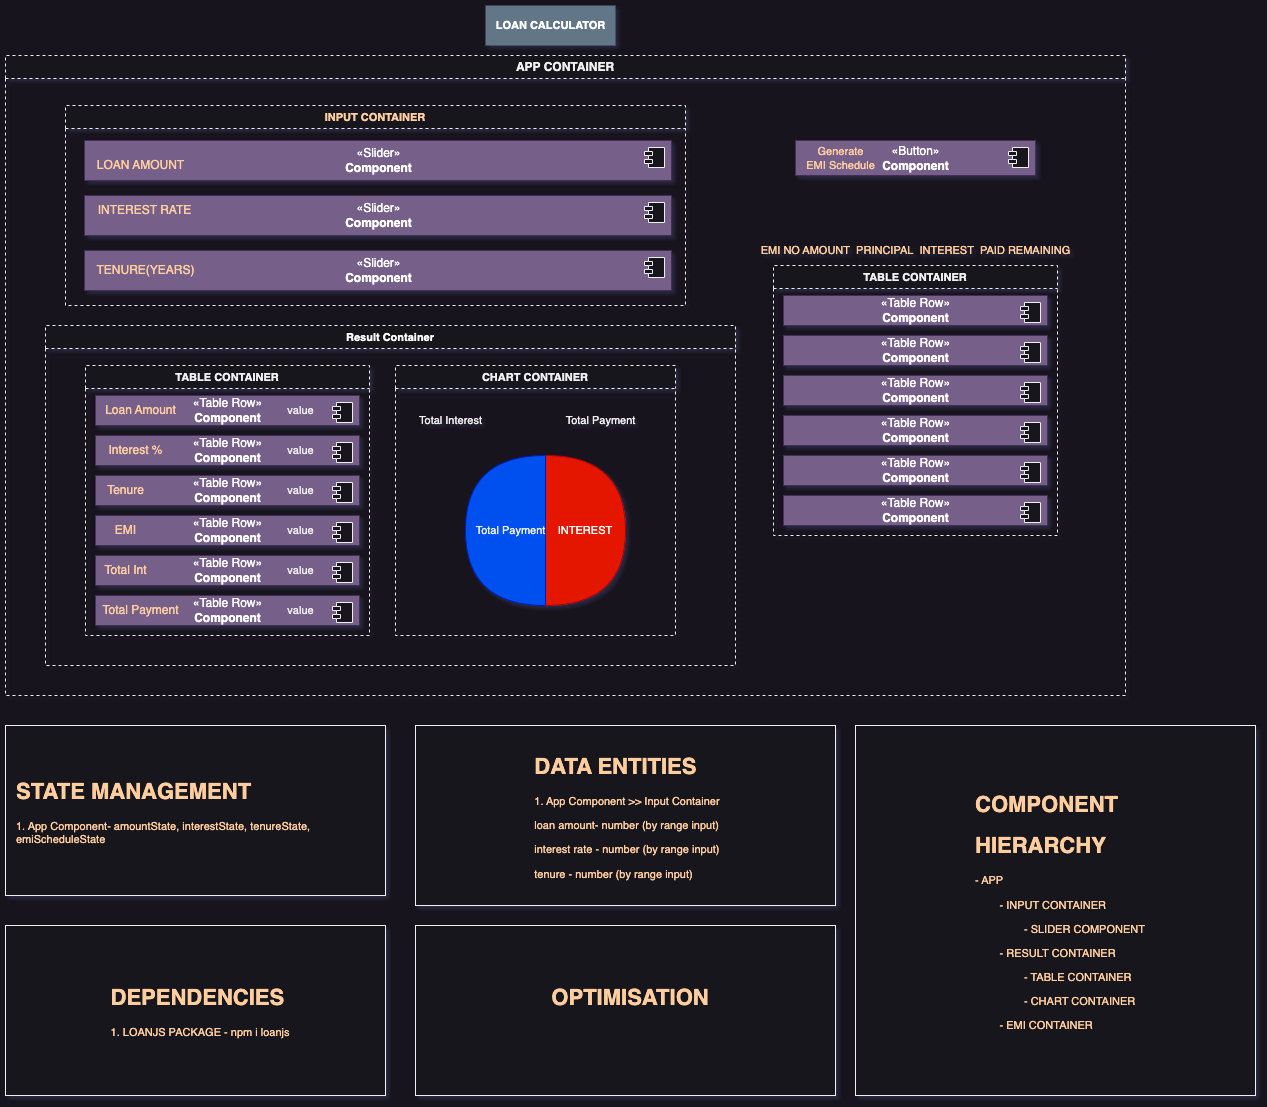 LOAN CALCULATOR
APP CONTAINER
INPUT CONTAINER
LOAN AMOUNT
«Slider»
Component
INTEREST RATE
«Slider»
Component
TENURE(YEARS)
«Slider»
Component
Generate
EMI Schedule
«Button»
Component
EMI NO AMOUNT PRINCIPAL INTEREST PAID REMAINING
TABLE CONTAINER
«Table Row»
Component
«Table Row»
Component
«Table Row»
Component
«Table Row»
Component
«Table Row»
Component
«Table Row»
Component
Result Container
TABLE CONTAINER
Loan Amount
«Table Row»
Component
value
Interest %
«Table Row»
Component
value
Tenure
«Table Row»
Component
value
EMI
«Table Row»
Component
value
Total Int
«Table Row»
Component
value
Total Payment
«Table Row»
Component
value
CHART CONTAINER
Total Interest
Total Payment
Total Payment
INTEREST
STATE MANAGEMENT
1. App Component- amountState, interestState, tenureState,
emiScheduleState
DATA ENTITIES
1. App Component >> Input Container
loan amount- number (by range input)
interest rate - number (by range input)
tenure - number (by range input)
COMPONENT
HIERARCHY
- APP
- INPUT CONTAINER
- SLIDER COMPONENT
- RESULT CONTAINER
- TABLE CONTAINER
- CHART CONTAINER
- EMI CONTAINER
DEPENDENCIES
1. LOANJS PACKAGE - npm i loanjs
OPTIMISATION